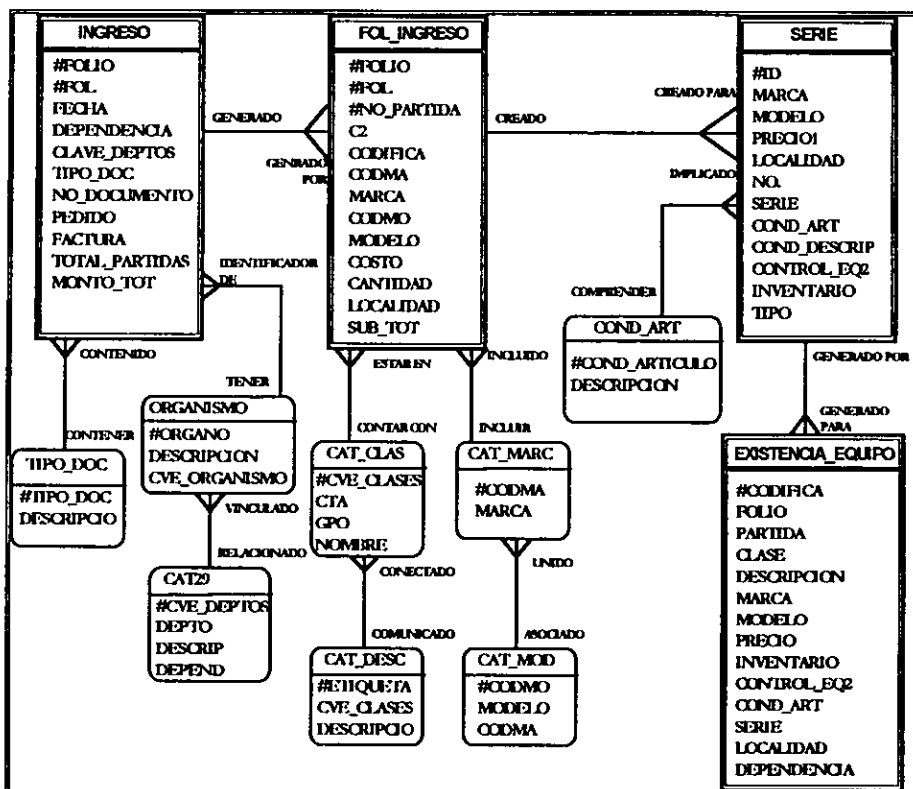 INGRESO
#FOLIO
#FOL
FECHA
DEPENDENCIA
CLAVE_DEPTOS
TIPO_DOC
NO_DOCUMENTO
PEDIDO
FACTURA
TOTAL_PARTIDAS
MONTO_TOT
GENERADO
GENERADO
POR
FOL_INGRESO
#FOLIO
#FOL
#NO_PARTIDA
C2
CODIFICA
CODMA
MARCA
CODMO
MODELO
COSTO
CANTIDAD
LOCALIDAD
SUB_TOT
CREADO PARA
CREADO
IMPLICADO
SERIE
#ID
MARCA
MODELO
PRECIO1
LOCALIDAD
NO.
SERIE
COND_ART
COND_DESCRIP
CONTROL_EQ2
INVENTARIO
TIPO
IDENTIFICADOR
DE
TENER
CONTENIDO
CONTENER
TIPO_DOC
#TIPO_DOC
DESCRIPCIO
ORGANISMO
#ORGANO
DESCRIPCION
CVE_ORGANISMO
VINCULADO
RELACIONADO
CAT29
#CVE_DEPTOS
DEPTO
DESCRIP
DEPEND
ESTAR EN
CONTAR CON
CAT_CLAS
#CVE_CLASES
CTA
GPO
NOMBRE
CONECTADO
COMUNICADO
CAT_DESC
#ETIQUETA
CVE_CLASES
DESCRIPCIO
INCLUIDO
INCLUIR
CAT_MARC
#CODMA
MARCA
UNIDO
ASOCIADO
CAT_MOD
#CODMO
MODELO
CODMA
COMPRENDER
COND_ART
#COND_ARTICULO
DESCRIPCION
GENERADO POR
GENERADO
PARA
EXISTENCIA_EQUIPO
#CODIFICA
FOLIO
PARTIDA
CLASE
DESCRIPCION
MARCA
MODELO
PRECIO
INVENTARIO
CONTROL_EQ2
COND_ART
SERIE
LOCALIDAD
DEPENDENCIA